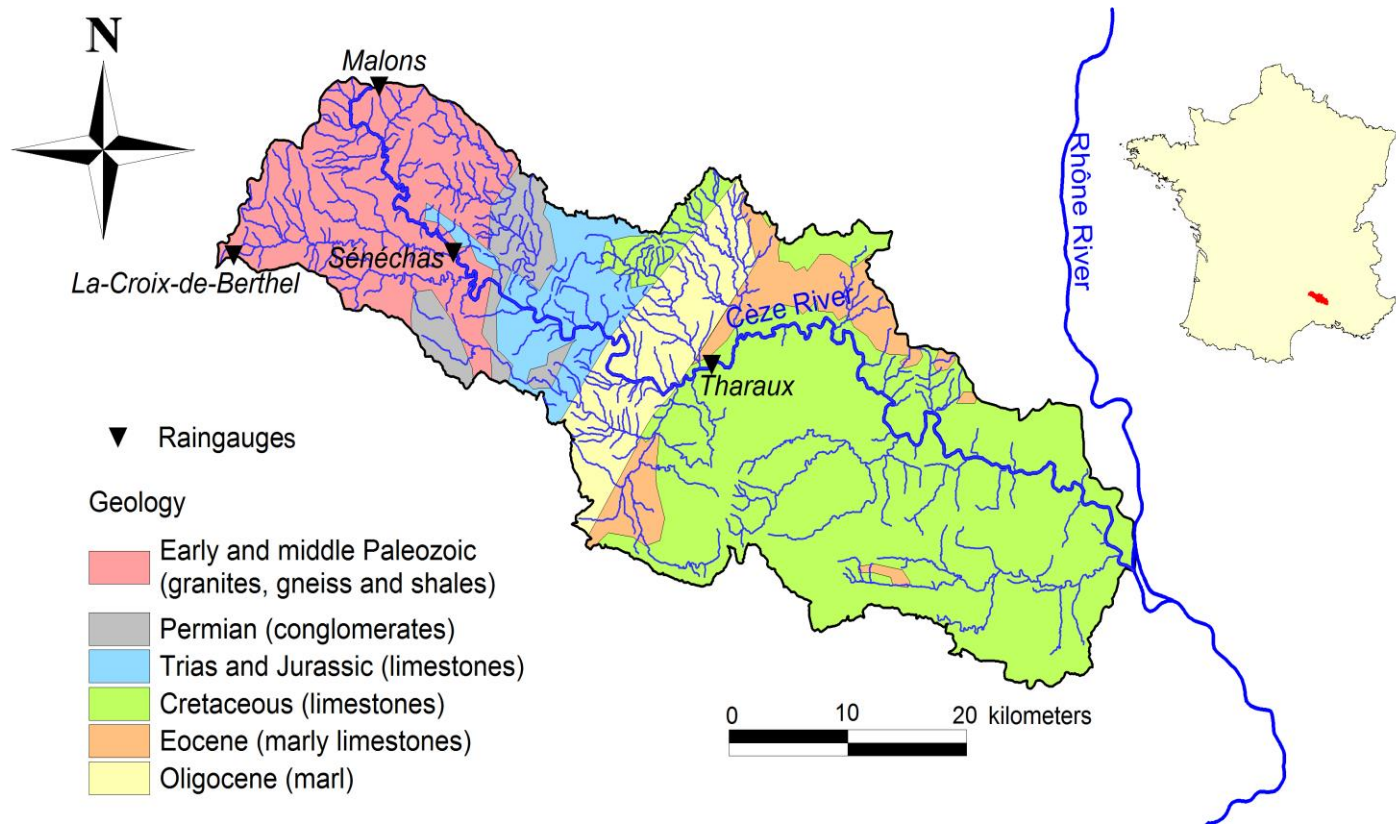 N
Malons
Rhône River
La-Croix-de-Berthel
Sénéchas
Cèze River
Tharaux
Raingauges
Geology
Early and middle Paleozoic
(granites, gneiss and shales)
Permian (conglomerates)
Trias and Jurassic (limestones)
Cretaceous (limestones)
Eocene (marly limestones)
Oligocene (marl)
0 10 20 kilometers